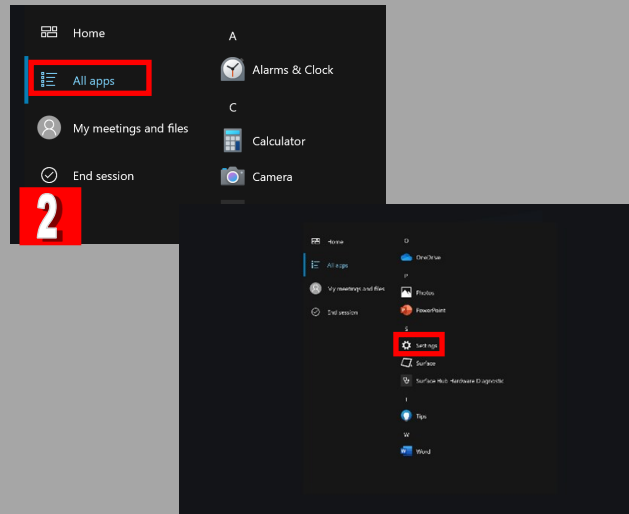 Home
All apps
My meetings and files
End session
A
Alarms & Clock
C
Calculator
Camera
2
Home
All apps
My meetings and files
End session
O
OneDrive
P
Photos
PowerPoint
S
Settings
Surface
Surface Hub Hardware Diagnostic
T
Tips
W
Word